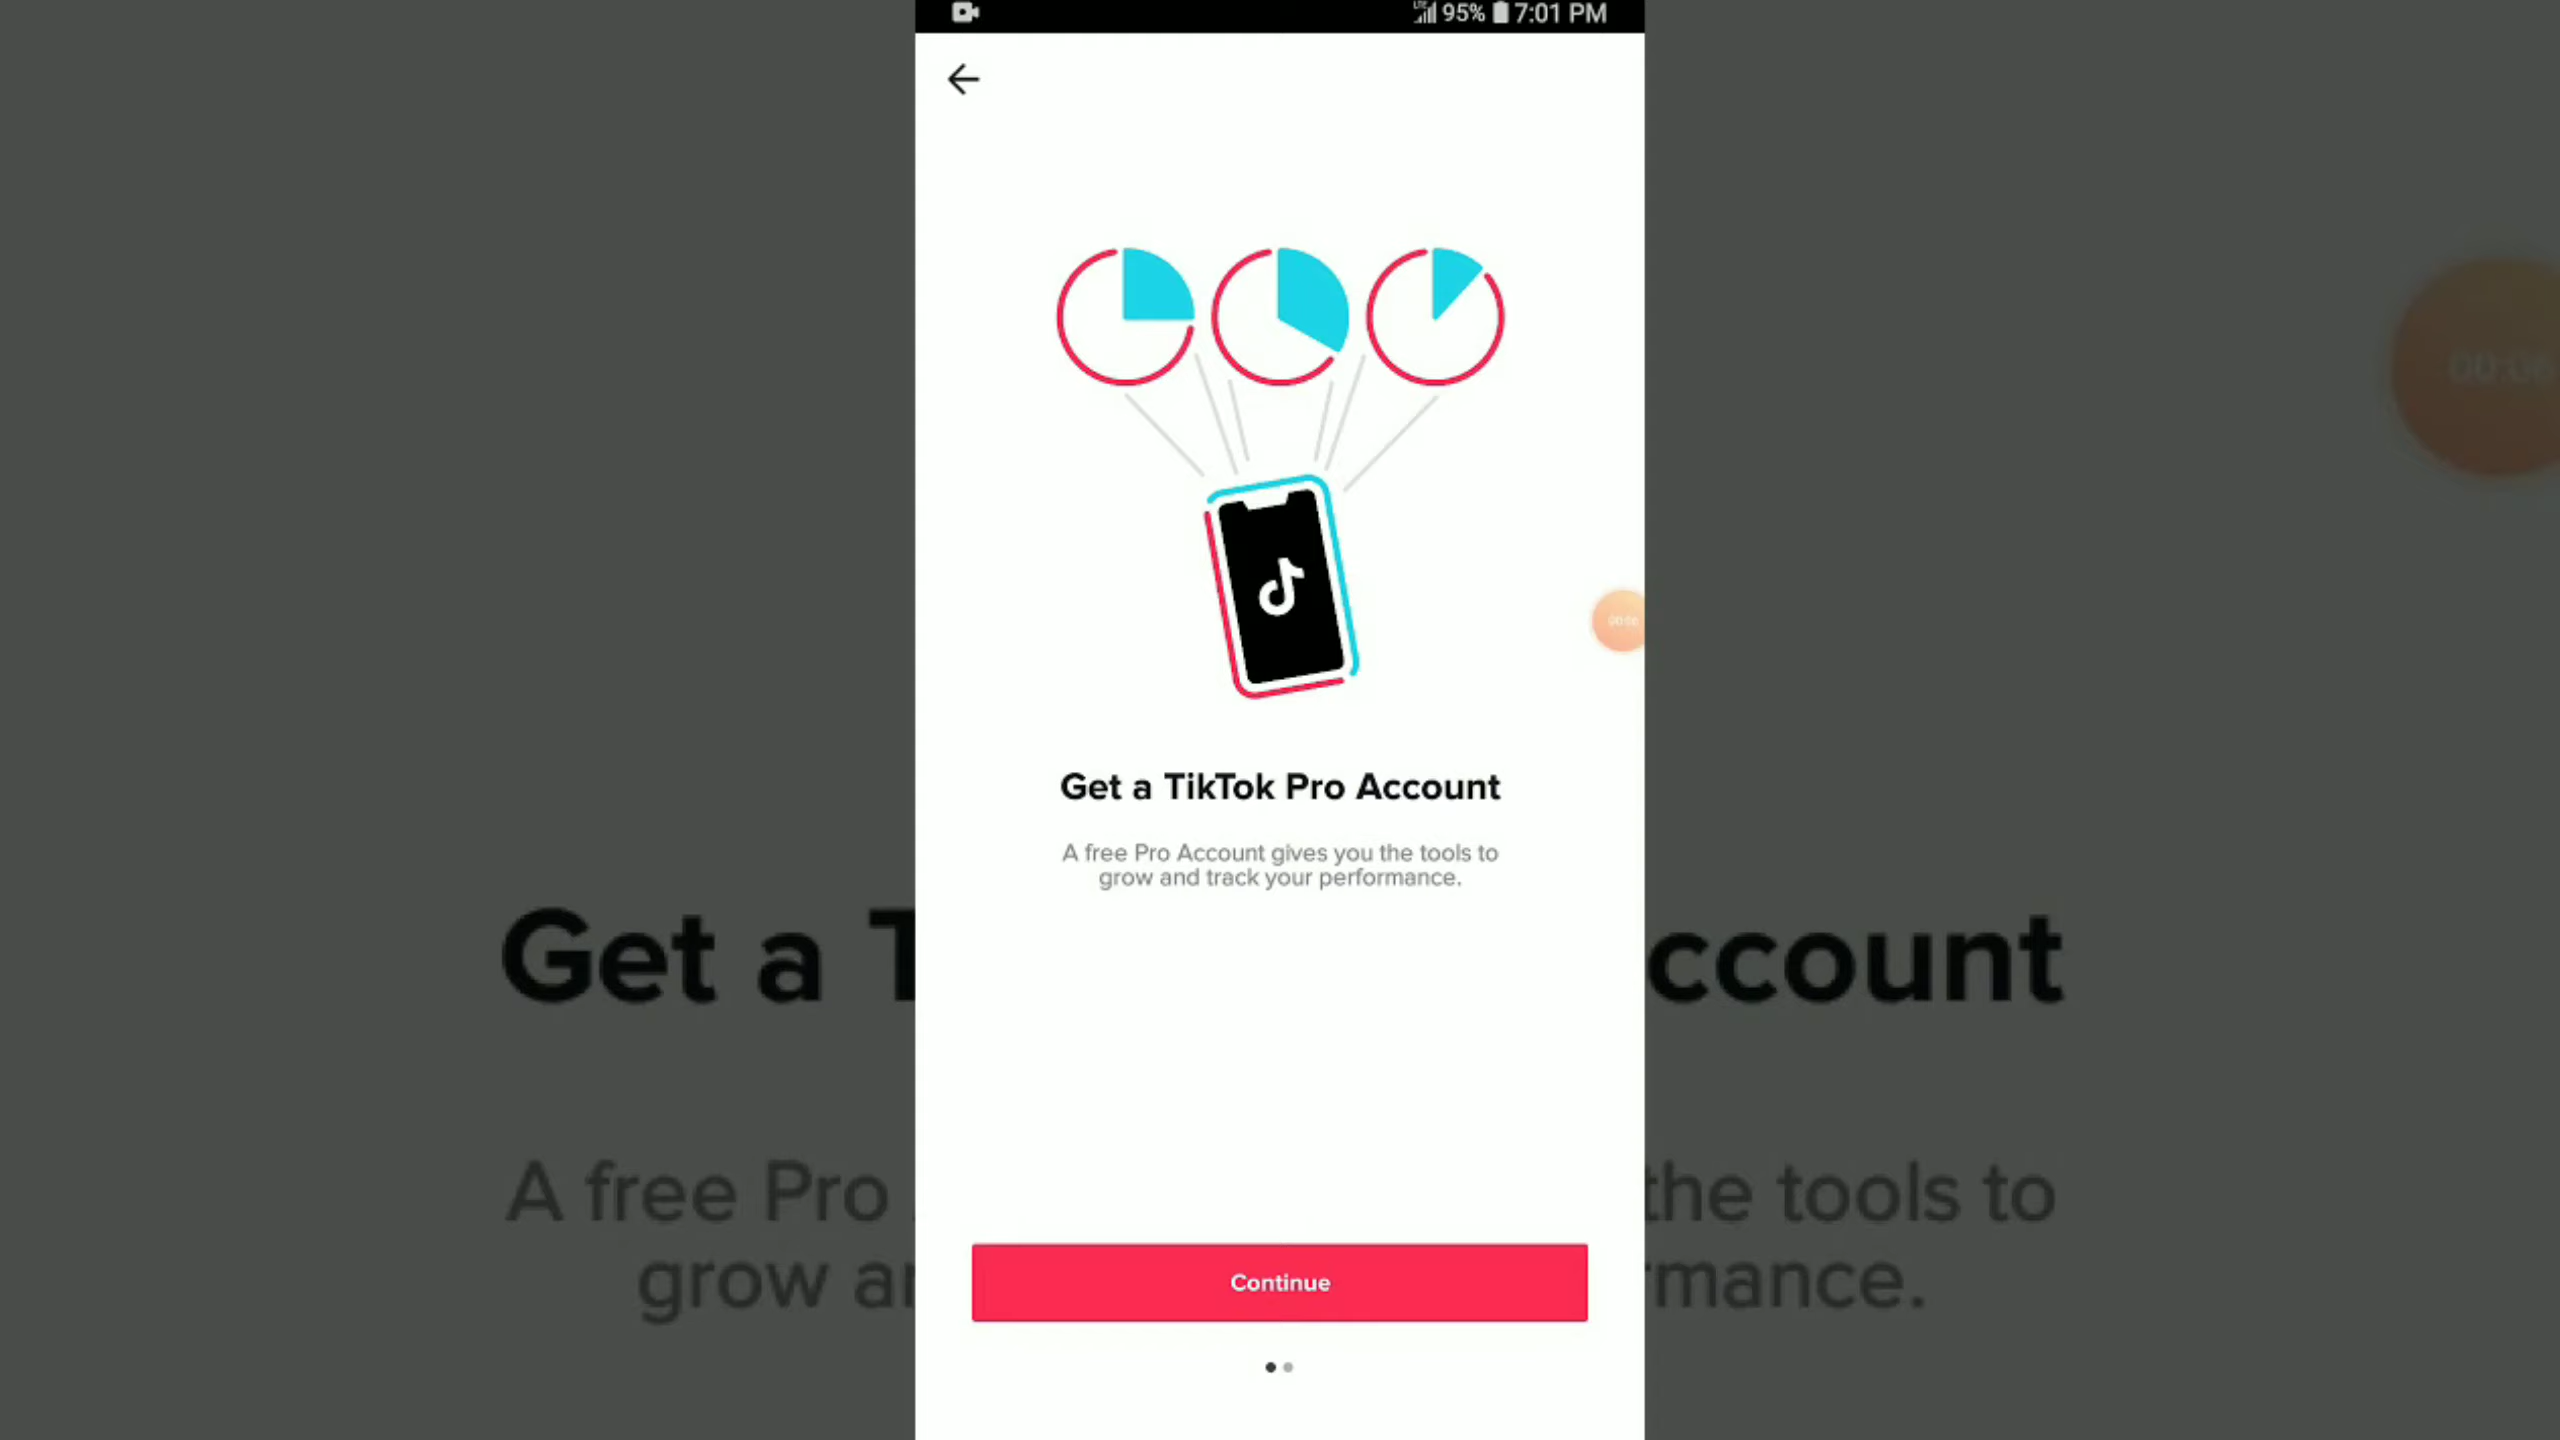 LTE 95% 7:01 PM
Get a TikTok Pro Account
A free Pro Account gives you the tools to
grow and track your performance.
Continue
Get a T
ccount
A free Pro
the tools to
grow a
rmance.